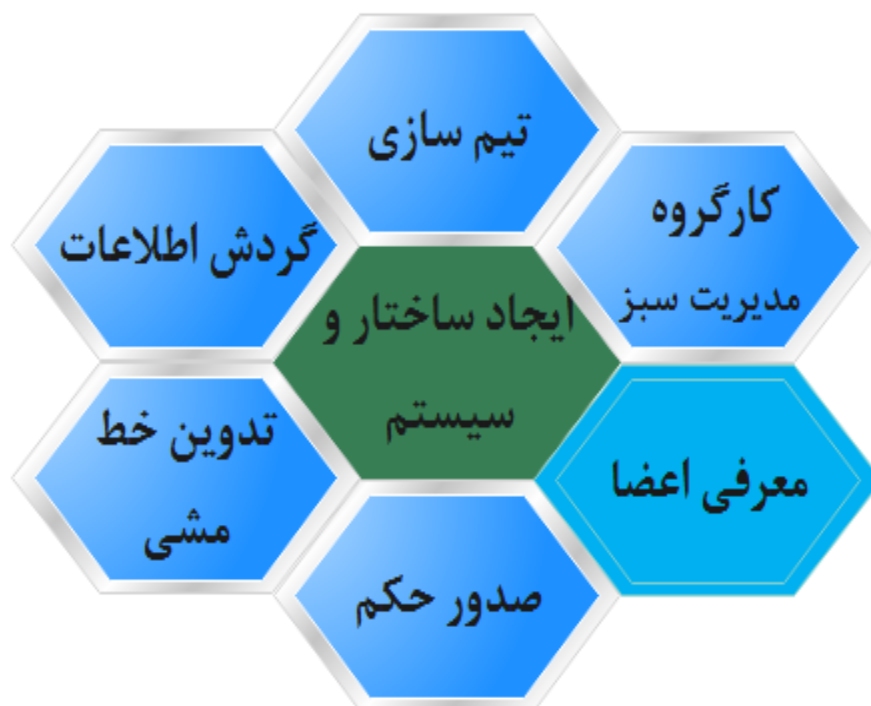 تیم سازی
کارگروه
مدیریت سبز
گردش اطلاعات
ایجاد ساختار و
سیستم
معرفی اعضا
تدوین خط
مشی
صدور حکم